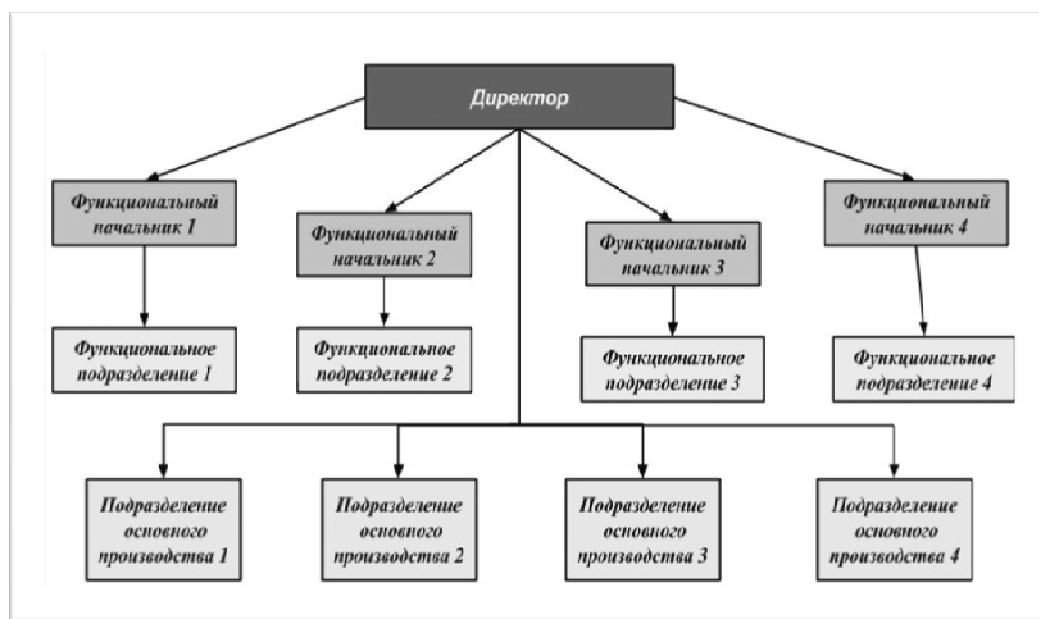 Директор
Функциональный
начальник 1
Функциональный
начальник 2
Функциональный
начальник 3
Функциональный
начальник 4
Функциональное
подразделение 1
Функциональное
подразделение 2
Функциональное
подразделение 3
Функциональное
подразделение 4
Подразделение
основного
производства 1
Подразделение
основного
производства 2
Подразделение
основного
производства 3
Подразделение
основного
производства 4